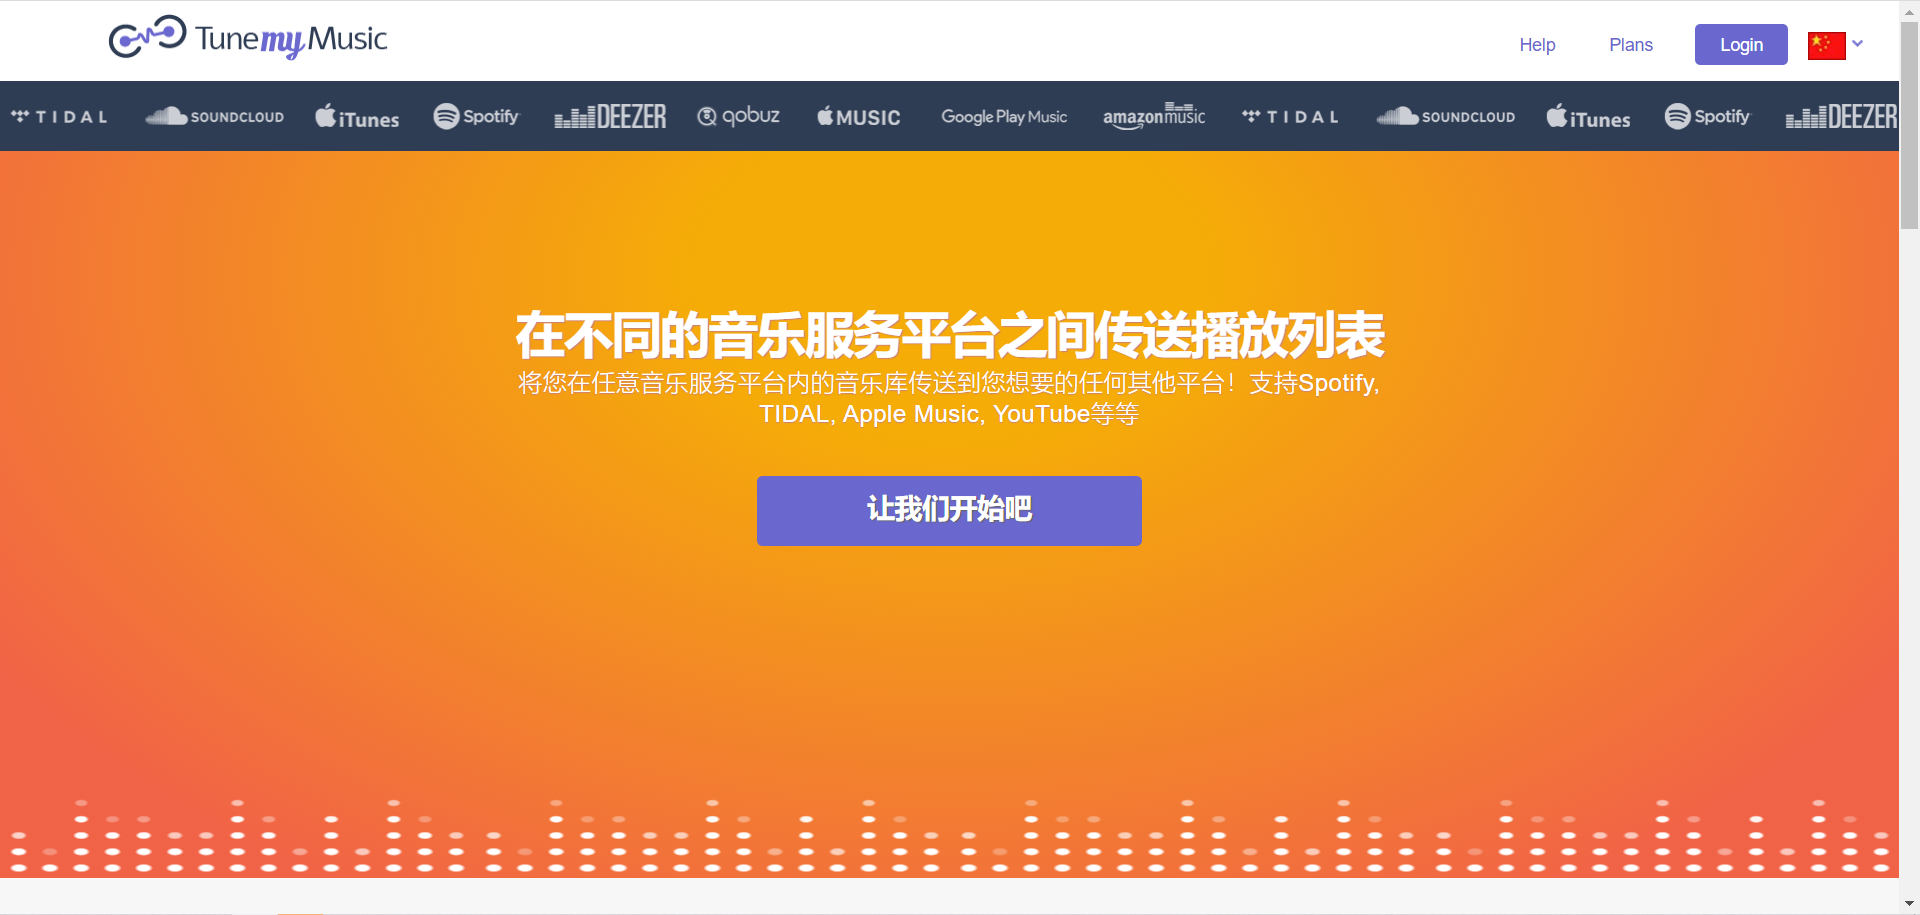 Tune my Music
Help
Plans
Login
TIDAL
SOUNDCLOUD
iTunes
Spotify
DEEZER
qobuz
MUSIC
Google Play Music
amazon music
TIDAL
SOUNDCLOUD
iTunes
Spotify
DEEZER
在不同的音乐服务平台之间传送播放列表
将您在任意音乐服务平台内的音乐库传送到您想要的任何其他平台！支持Spotify,
TIDAL, Apple Music, YouTube等等
让我们开始吧